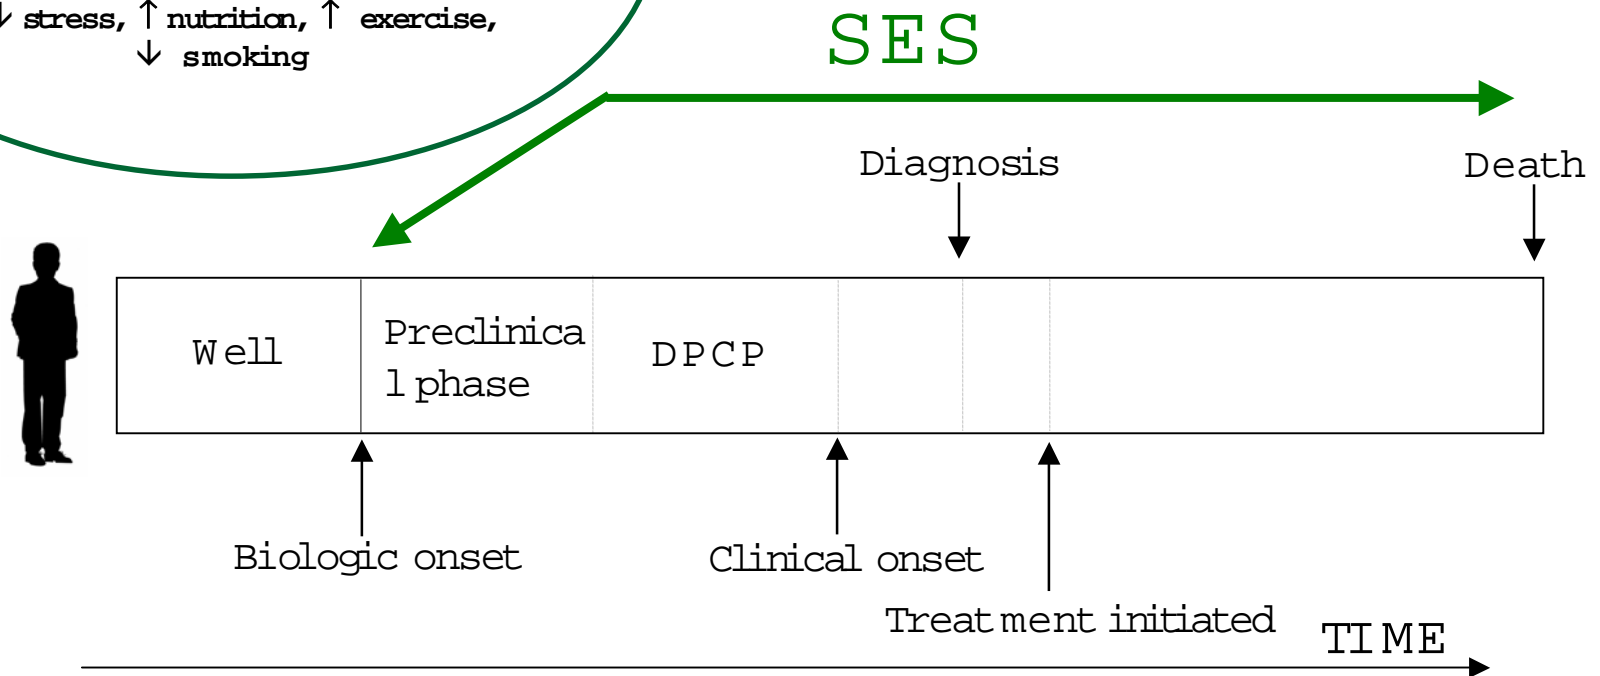 ↓ stress, ↑ nutrition, ↑ exercise,
↓ smoking
SES
Diagnosis
Death
Well
Preclinica
l phase
DPCP
Biologic onset
Clinical onset
Treatment initiated
TIME